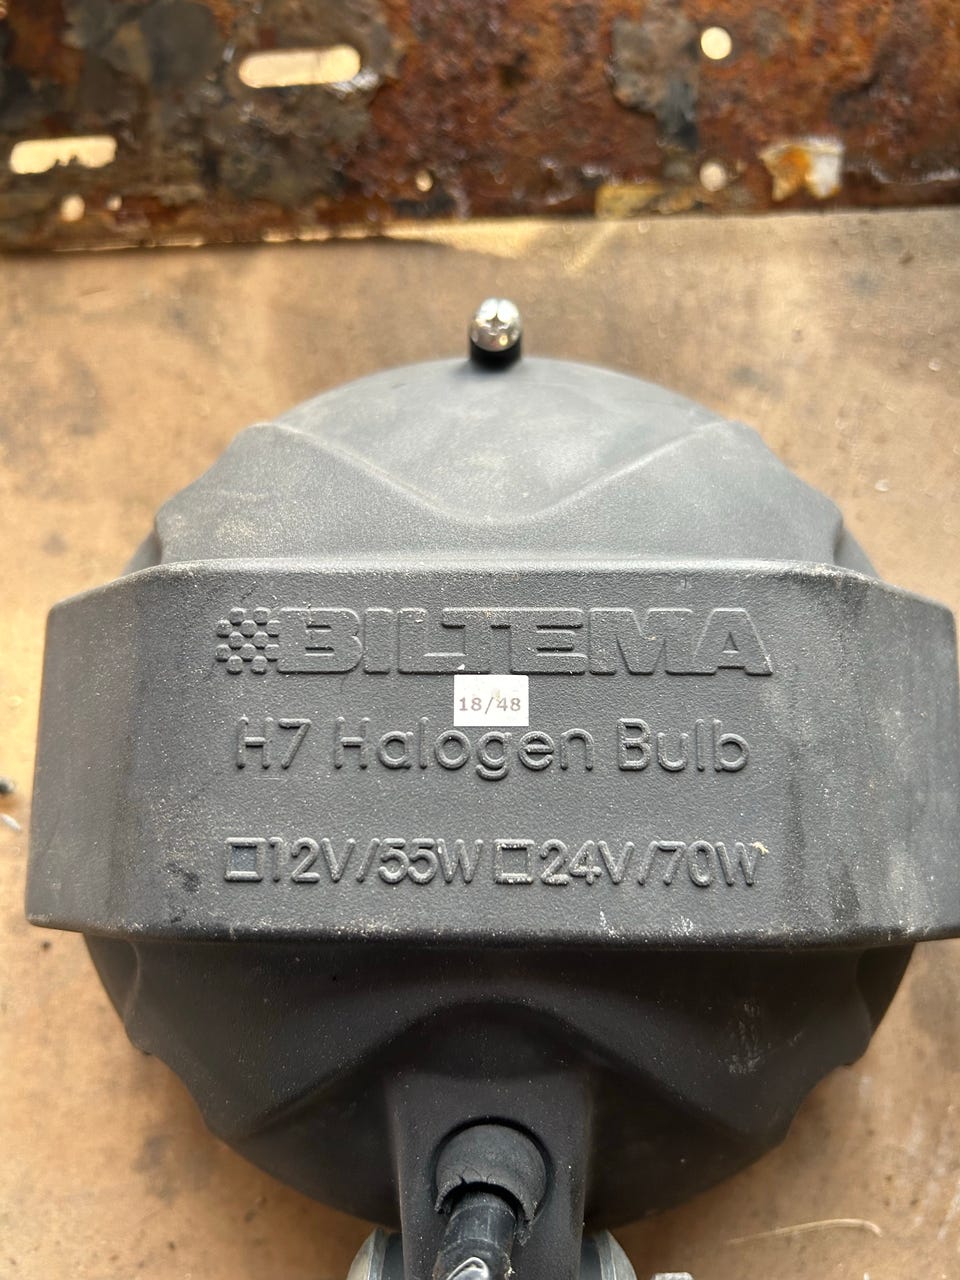 BILTEMA
18/48
H7 Halogen Bulb
□12V/55W □24V/70W